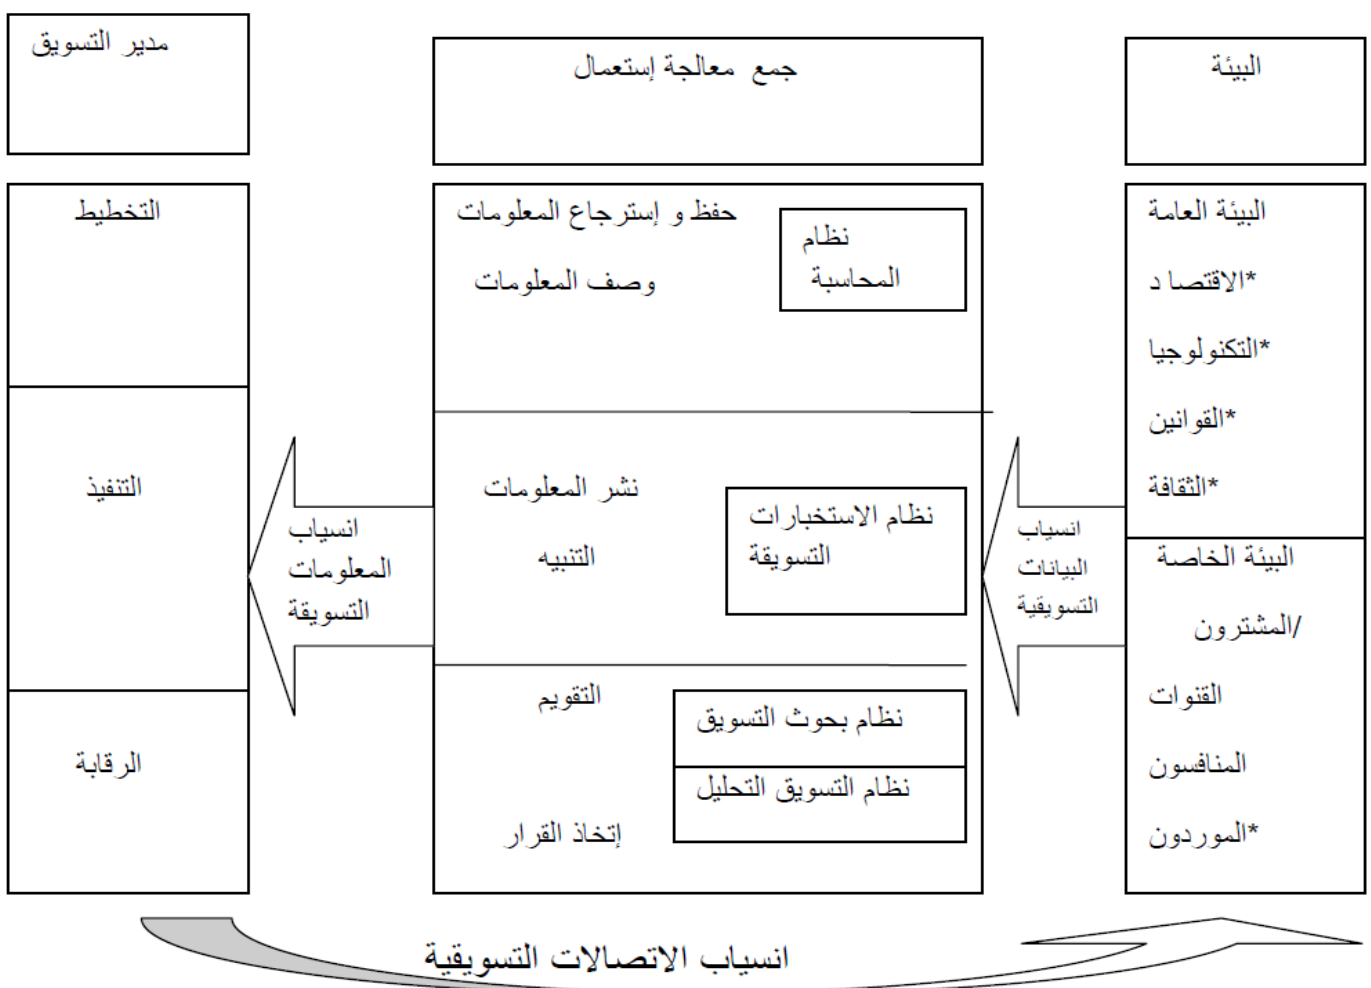 البيئة
جمع معالجة إستعمال
مدير التسويق
البيئة العامة
*الاقتصا د
*التكنولوجيا
*القوانين
*الثقافة
البيئة الخاصة
/المشترون
القنوات
المنافسون
*الموردون
انسياب
البيانات
التسويقية
نظام
المحاسبة
حفظ و إسترجاع المعلومات
وصف المعلومات
نظام الاستخبارات
التسويقة
نشر المعلومات
التنبيه
نظام بحوث التسويق
نظام التسويق التحليل
التقويم
إتخاذ القرار
انسياب
المعلومات
التسويقة
التخطيط
التنفيذ
الرقابة
انسياب الاتصالات التسويقية